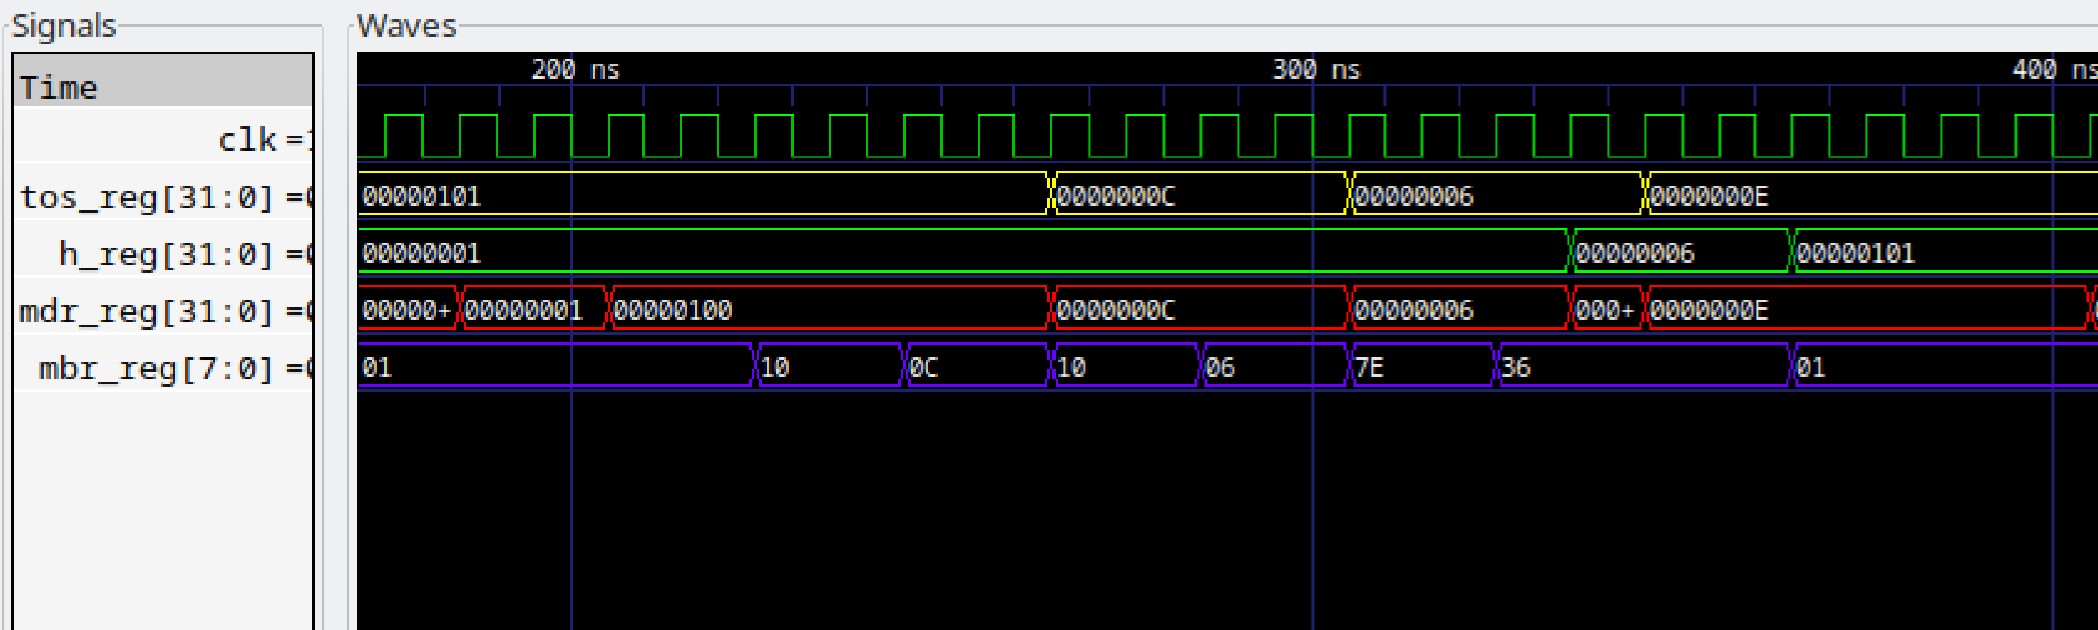 Signals Waves
Time 200 ns 300 ns 400 ns
clk =
tos_reg[31:0] =0 00000101 0000000C 00000006 0000000E
h_reg[31:0] =0 00000001 00000006 00000101
mdr_reg[31:0] =0 00000+ 00000001 00000100 0000000C 00000006 000+ 0000000E
mbr_reg[7:0] =0 01 10 0C 10 06 7E 36 01